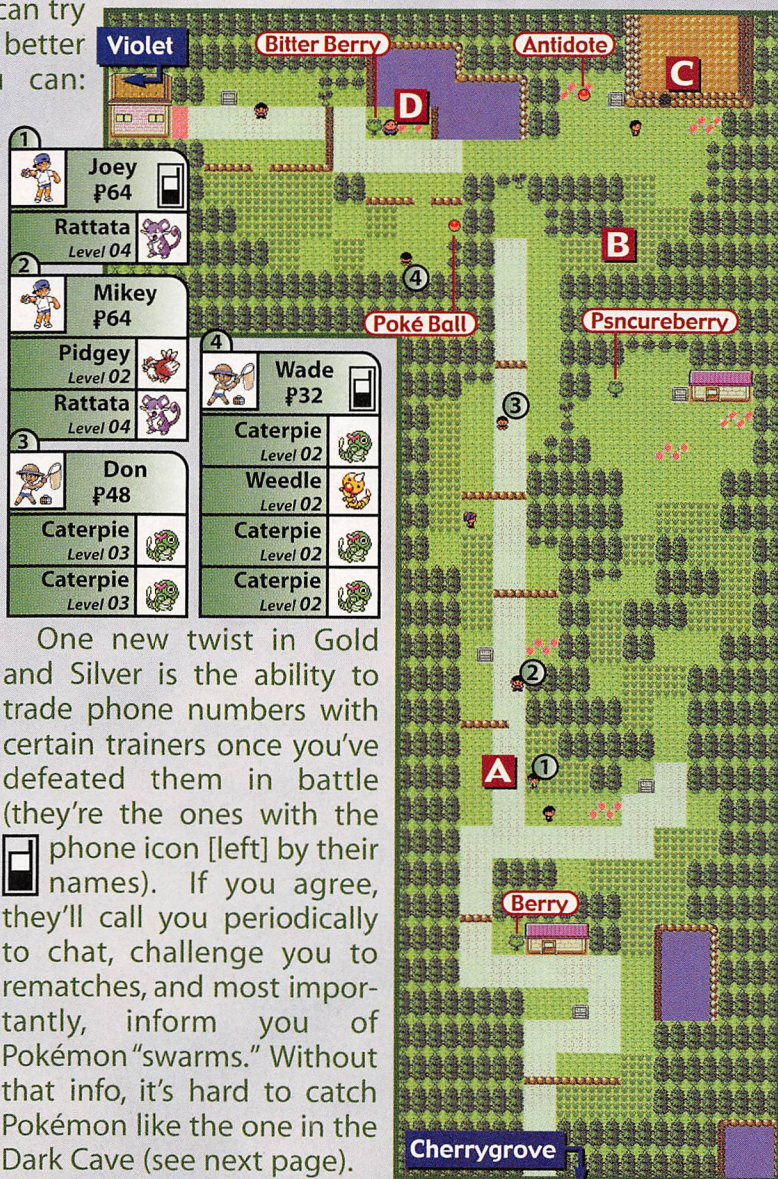 can try
better
can:
Violet
Bitter Berry
Antidote
C
D
B
4
Poké Ball
Psncureberry
3
2
A
1
Berry
Cherrygrove
1
Joey
₽64
Rattata
Level 04
2
Mikey
₽64
Pidgey
Level 02
Rattata
Level 04
3
Don
₽48
Caterpie
Level 03
Caterpie
Level 03
4
Wade
₽32
Caterpie
Level 02
Weedle
Level 02
Caterpie
Level 02
Caterpie
Level 02
One new twist in Gold
and Silver is the ability to
trade phone numbers with
certain trainers once you've
defeated them in battle
(they're the ones with the
phone icon [left] by their
names). If you agree,
they'll call you periodically
to chat, challenge you to
rematches, and most impor-
tantly, inform you of
Pokémon "swarms." Without
that info, it's hard to catch
Pokémon like the one in the
Dark Cave (see next page).